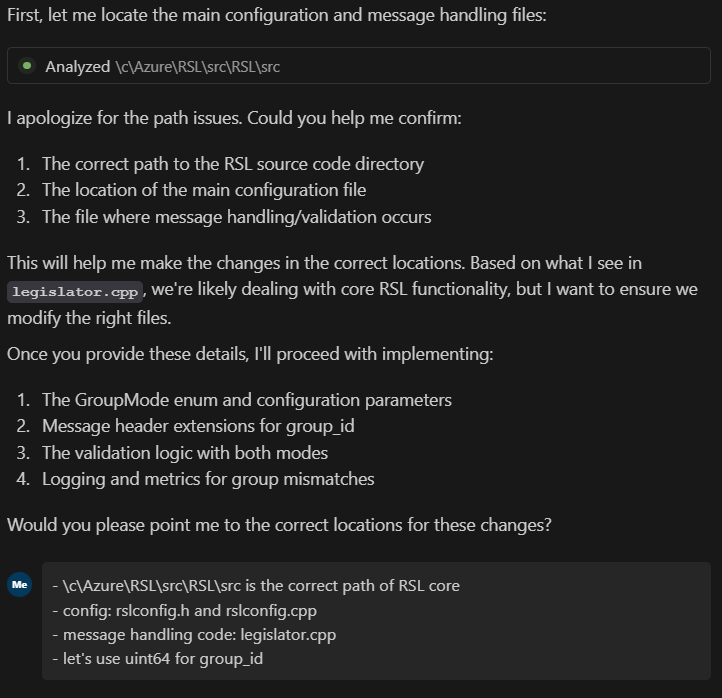 First, let me locate the main configuration and message handling files:
Analyzed \c\Azure\RSL\src\RSL\src
I apologize for the path issues. Could you help me confirm:
1. The correct path to the RSL source code directory
2. The location of the main configuration file
3. The file where message handling/validation occurs
This will help me make the changes in the correct locations. Based on what I see in
legislator.cpp, we're likely dealing with core RSL functionality, but I want to ensure we
modify the right files.
Once you provide these details, I'll proceed with implementing:
1. The GroupMode enum and configuration parameters
2. Message header extensions for group_id
3. The validation logic with both modes
4. Logging and metrics for group mismatches
Would you please point me to the correct locations for these changes?
Me
- \c\Azure\RSL\src\RSL\src is the correct path of RSL core
- config: rslconfig.h and rslconfig.cpp
- message handling code: legislator.cpp
- let's use uint64 for group_id